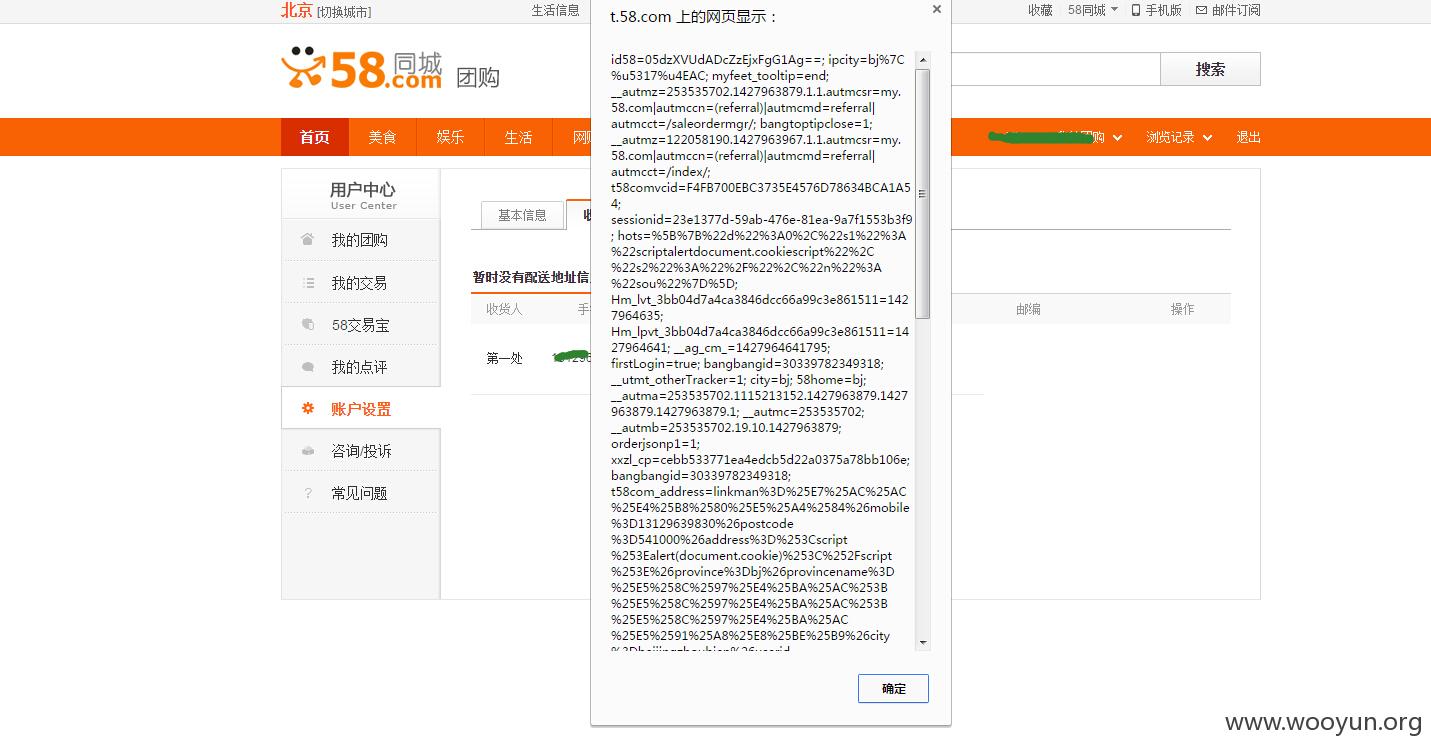 北京 [切换城市]
生活信息
收藏 58同城 手机版 邮件订阅
58同城.com 团购
搜索
首页 美食 娱乐 生活
购 浏览记录 退出
用户中心
User Center
我的团购
我的交易
58交易宝
我的点评
账户设置
咨询/投诉
常见问题
基本信息
暂时没有配送地址信
收货人
邮编 操作
第一处
t.58.com 上的网页显示：
id58=05dzXVUdADcZzEjxFgG1Ag==; ipcity=bj%7C
%u5317%u4EAC; myfeet_tooltip=end;
__autmz=253535702.1427963879.1.1.autmcsr=my.
58.com|autmccn=(referral)|autmcmd=referral|
autmcct=/saleordermgr/; bangtoptipclose=1;
__autmz=122058190.1427963967.1.1.autmcsr=my.
58.com|autmccn=(referral)|autmcmd=referral|
autmcct=/index/;
t58comvcid=F4FB700EBC3735E4576D78634BCA1A5
4;
sessionid=23e1377d-59ab-476e-81ea-9a7f1553b3f9
; hots=%5B%7B%22d%22%3A0%2C%22s1%22%3A
%22scriptalertdocument.cookiescript%22%2C
%22s2%22%3A%22%2F%22%2C%22n%22%3A
%22sou%22%7D%5D;
Hm_lvt_3bb04d7a4ca3846dcc66a99c3e861511=1427
964635;
Hm_lpvt_3bb04d7a4ca3846dcc66a99c3e861511=1427
964641; __ag_cm_=1427964641795;
firstLogin=true; bangbangid=30339782349318;
__utmt_otherTracker=1; city=bj; 58home=bj;
__autma=253535702.1115213152.1427963879.1427
963879.1427963879.1; __autmc=253535702;
__autmb=253535702.19.10.1427963879;
orderjsonp1=1;
xxzl_cp=cebb533771ea4edcb5d22a0375a78bb106e;
bangbangid=30339782349318;
t58com_address=linkman%3D%25E7%25AC%25AC
%25E4%25B8%2580%25E5%25A4%2584%26mobile
%3D13129639830%26postcode
%3D541000%26address%3D%253Cscript
%253Ealert(document.cookie)%253C%252Fscript
%253E%26province%3Dbj%26provincename%3D
%25E5%258C%2597%25E4%25BA%25AC%253B
%25E5%258C%2597%25E4%25BA%25AC%253B
%25E5%258C%2597%25E4%25BA%25AC
%25E5%2591%25A8%25E8%25BE%25B9%26city
确定
www.wooyun.org